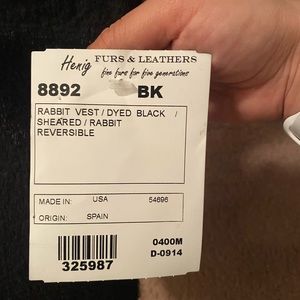 Henig FURS & LEATHERS
fine furs for five generations
8892 BK
RABBIT VEST / DYED BLACK /
SHEARED / RABBIT
REVERSIBLE
MADE IN: USA 54696
ORIGIN: SPAIN
0400M
325987 D-0914